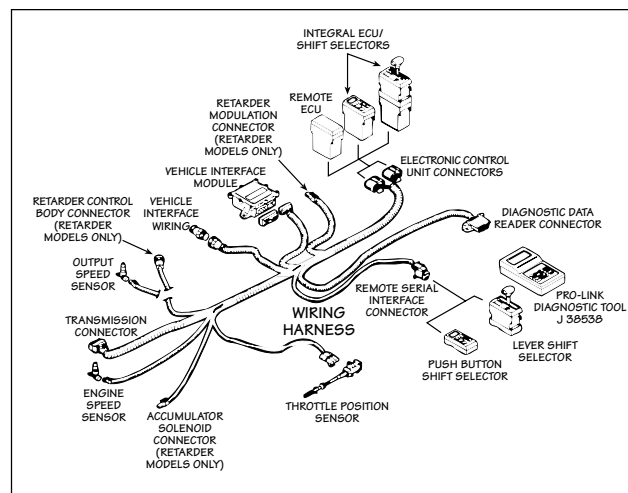 INTEGRAL ECU/
SHIFT SELECTORS
REMOTE
ECU
RETARDER
MODULATION
CONNECTOR
(RETARDER
MODELS ONLY)
VEHICLE INTERFACE
MODULE
ELECTRONIC CONTROL
UNIT CONNECTORS
RETARDER CONTROL
BODY CONNECTOR
(RETARDER
MODELS ONLY)
VEHICLE
INTERFACE
WIRING
DIAGNOSTIC DATA
READER CONNECTOR
OUTPUT
SPEED
SENSOR
WIRING
HARNESS
REMOTE SERIAL
INTERFACE
CONNECTOR
PRO-LINK
DIAGNOSTIC TOOL
J 38538
TRANSMISSION
CONNECTOR
LEVER SHIFT
SELECTOR
PUSH BUTTON
SHIFT SELECTOR
ENGINE
SPEED
SENSOR
ACCUMULATOR
SOLENOID
CONNECTOR
(RETARDER
MODELS ONLY)
THROTTLE POSITION
SENSOR